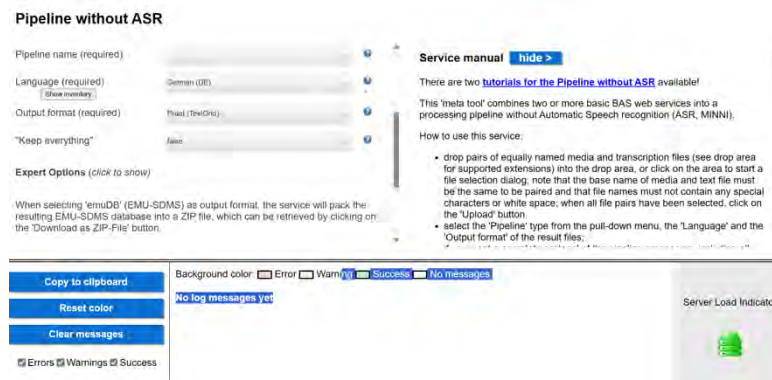 Pipeline without ASR
Pipeline name (required)
Language (required)
German (DE)
Show inventory
Output format (required)
Praat (TextGrid)
"Keep everything"
false
Expert Options (click to show)
When selecting 'emuDB' (EMU-SDMS) as output format, the service will pack the
resulting EMU-SDMS database into a ZIP file, which can be retrieved by clicking on
the 'Download as ZIP-File' button.
Service manual hide >
There are two tutorials for the Pipeline without ASR available!
This 'meta tool' combines two or more basic BAS web services into a
processing pipeline without Automatic Speech recognition (ASR, MINNI).
How to use this service:
• drop pairs of equally named media and transcription files (see drop area
for supported extensions) into the drop area, or click on the area to start a
file selection dialog; note that the base name of media and text file must
be the same to be paired and that file names must not contain any special
characters or white space; when all file pairs have been selected, click on
the 'Upload' button
• select the 'Pipeline' type from the pull-down menu, the 'Language' and the
'Output format' of the result files;
Copy to clipboard
Reset color
Clear messages
Errors Warnings Success
Background color: Error Warning Success No messages
No log messages yet
Server Load Indicato